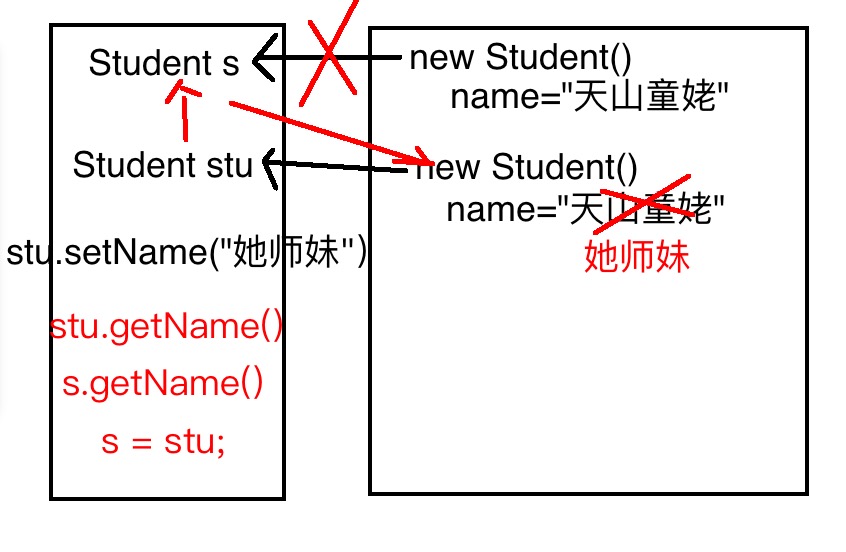 Student s
new Student()
name="天山童姥"
Student stu
new Student()
name="天山童姥"
stu.setName("她师妹")
她师妹
stu.getName()
s.getName()
s = stu;